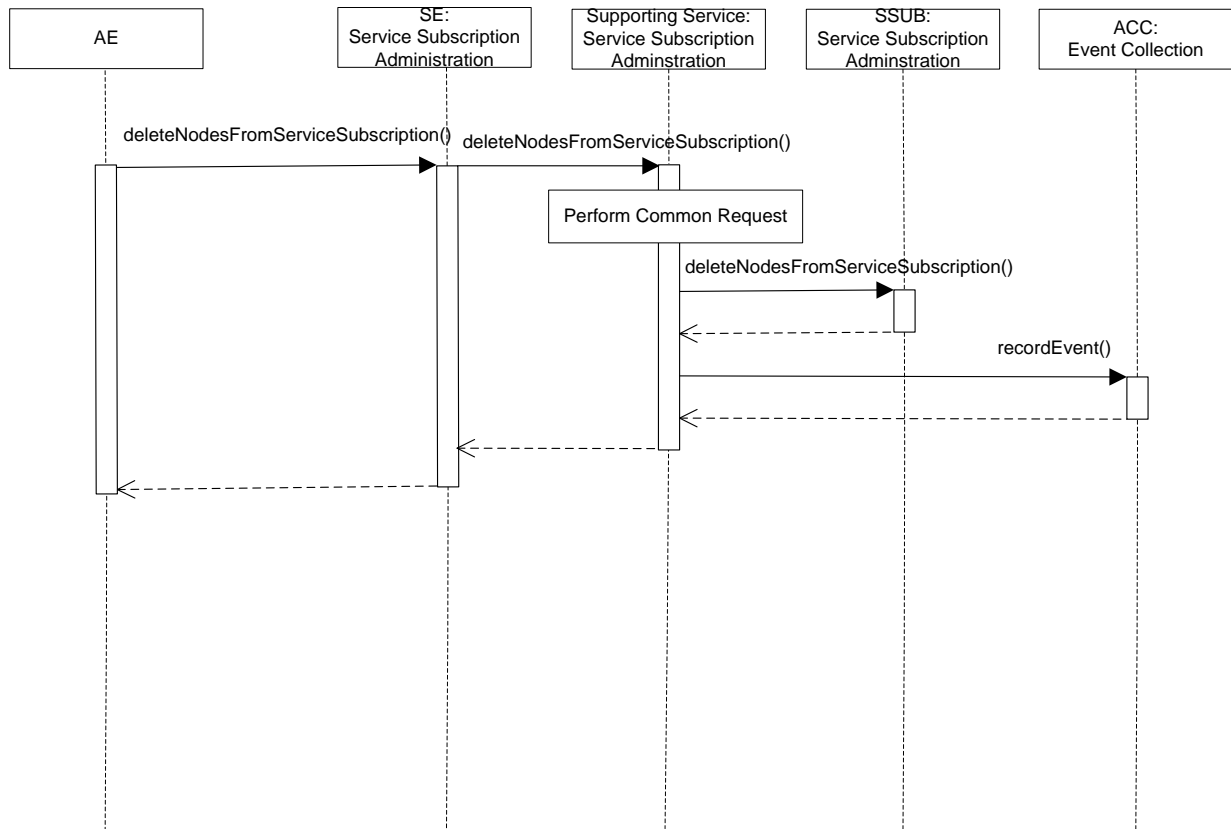 AE
SE:
Service Subscription
Administration
Supporting Service:
Service Subscription
Adminstration
SSUB:
Service Subscription
Adminstration
ACC:
Event Collection
deleteNodesFromServiceSubscription()
deleteNodesFromServiceSubscription()
Perform Common Request
deleteNodesFromServiceSubscription()
recordEvent()